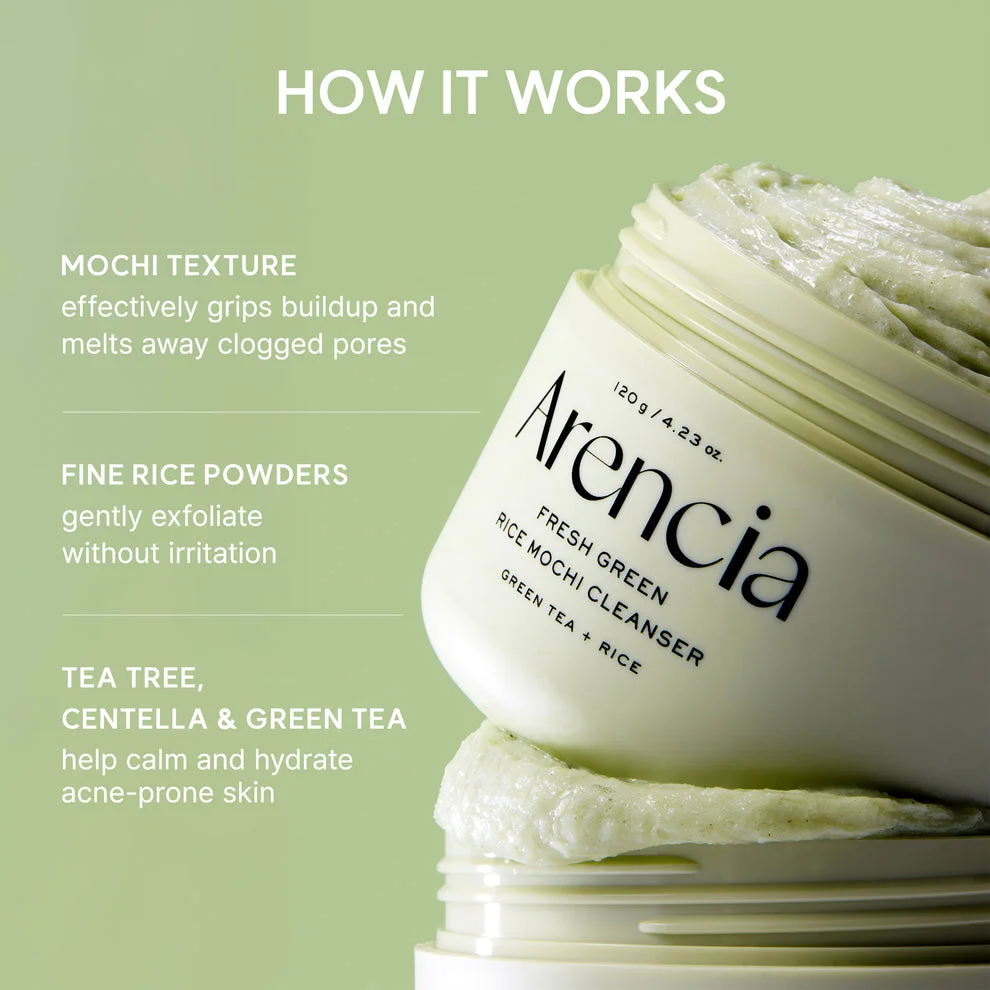 HOW IT WORKS
MOCHI TEXTURE
effectively grips buildup and
melts away clogged pores
FINE RICE POWDERS
gently exfoliate
without irritation
TEA TREE,
CENTELLA & GREEN TEA
help calm and hydrate
acne-prone skin
120 g / 4.23 oz.
Arencia
FRESH GREEN
RICE MOCHI CLEANSER
GREEN TEA + RICE